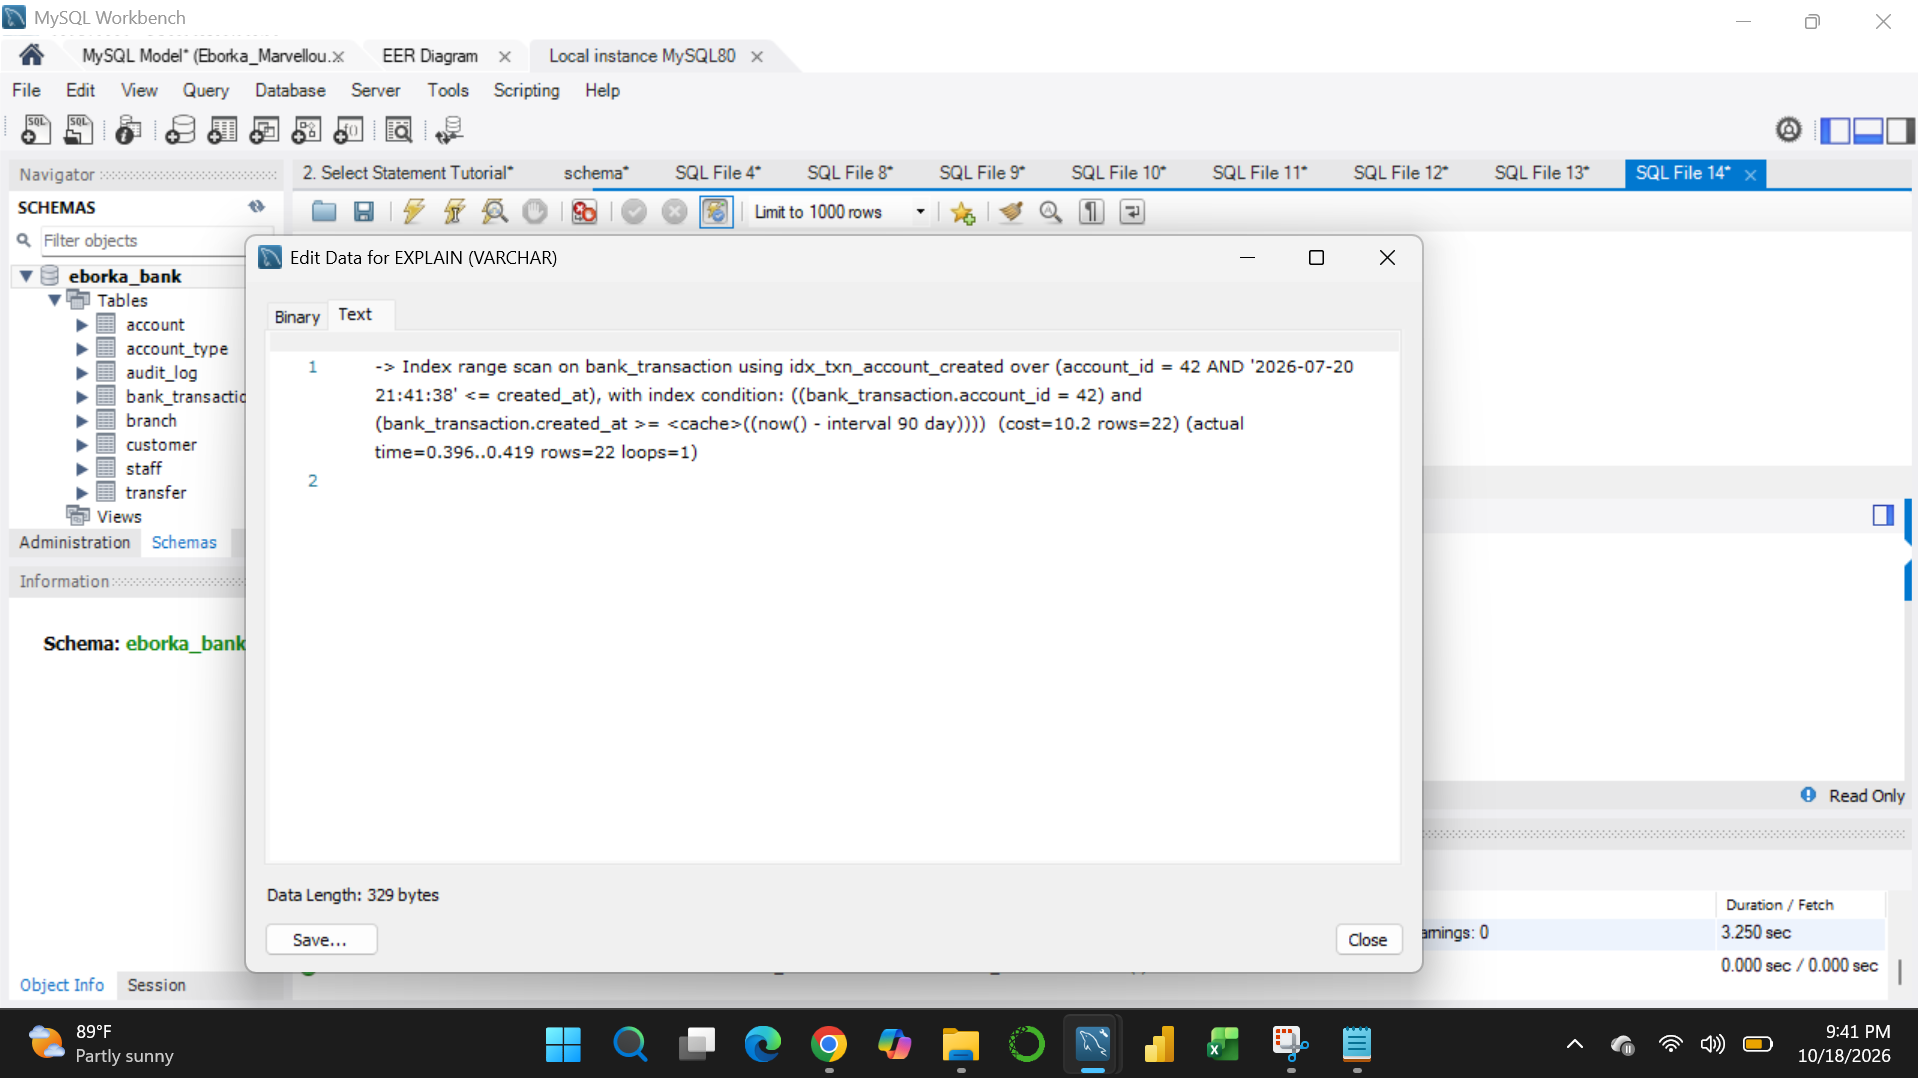 MySQL Workbench
MySQL Model* (Eborka_Marvellou.
EER Diagram
Local instance MySQL80
File Edit View Query Database Server Tools Scripting Help
Navigator
2. Select Statement Tutorial* schema* SQL File 4* SQL File 8* SQL File 9* SQL File 10* SQL File 11* SQL File 12* SQL File 13* SQL File 14*
SCHEMAS
Limit to 1000 rows
Filter objects
Edit Data for EXPLAIN (VARCHAR)
eborka_bank
Tables
account
account_type
audit_log
bank_transactio
branch
customer
staff
transfer
Views
Administration Schemas
Information
Schema: eborka_bank
Object Info Session
Binary Text
1 -> Index range scan on bank_transaction using idx_txn_account_created over (account_id = 42 AND '2026-07-20
21:41:38' <= created_at), with index condition: ((bank_transaction.account_id = 42) and
(bank_transaction.created_at >= <cache>((now() - interval 90 day)))) (cost=10.2 rows=22) (actual
time=0.396..0.419 rows=22 loops=1)
2
Data Length: 329 bytes
Save...
Close
Read Only
Duration / Fetch
arnings: 0 3.250 sec
0.000 sec / 0.000 sec
89°F
Partly sunny
9:41 PM
10/18/2026